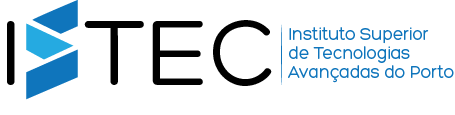 ISTEC
Instituto Superior
de Tecnologias
Avançadas do Porto